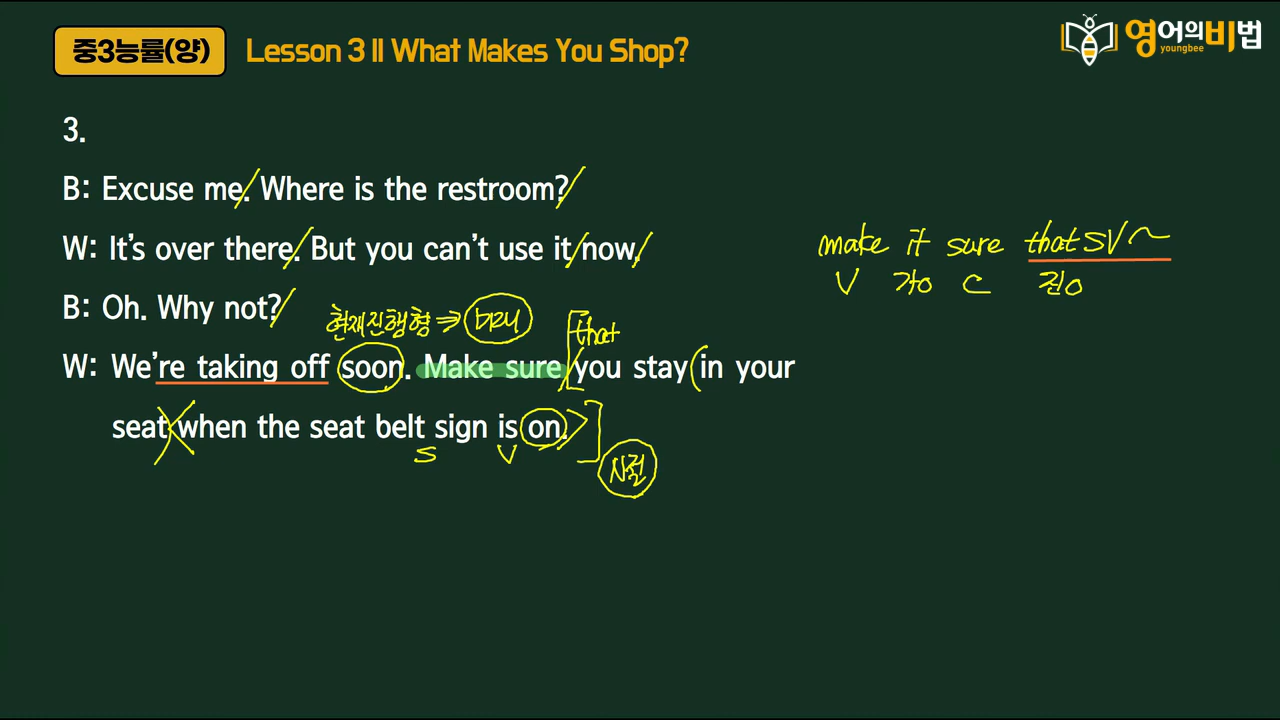 중3능률(양) Lesson 3 II What Makes You Shop?
영어의비법
youngbee
3.
B: Excuse me. Where is the restroom?
W: It's over there. But you can't use it now.
make it sure that SV~
V 가O C 진O
B: Oh. Why not?
현재진행형 ⇒ 미래
that
W: We're taking off soon. Make sure you stay in your
seat when the seat belt sign is on.
S V
N절